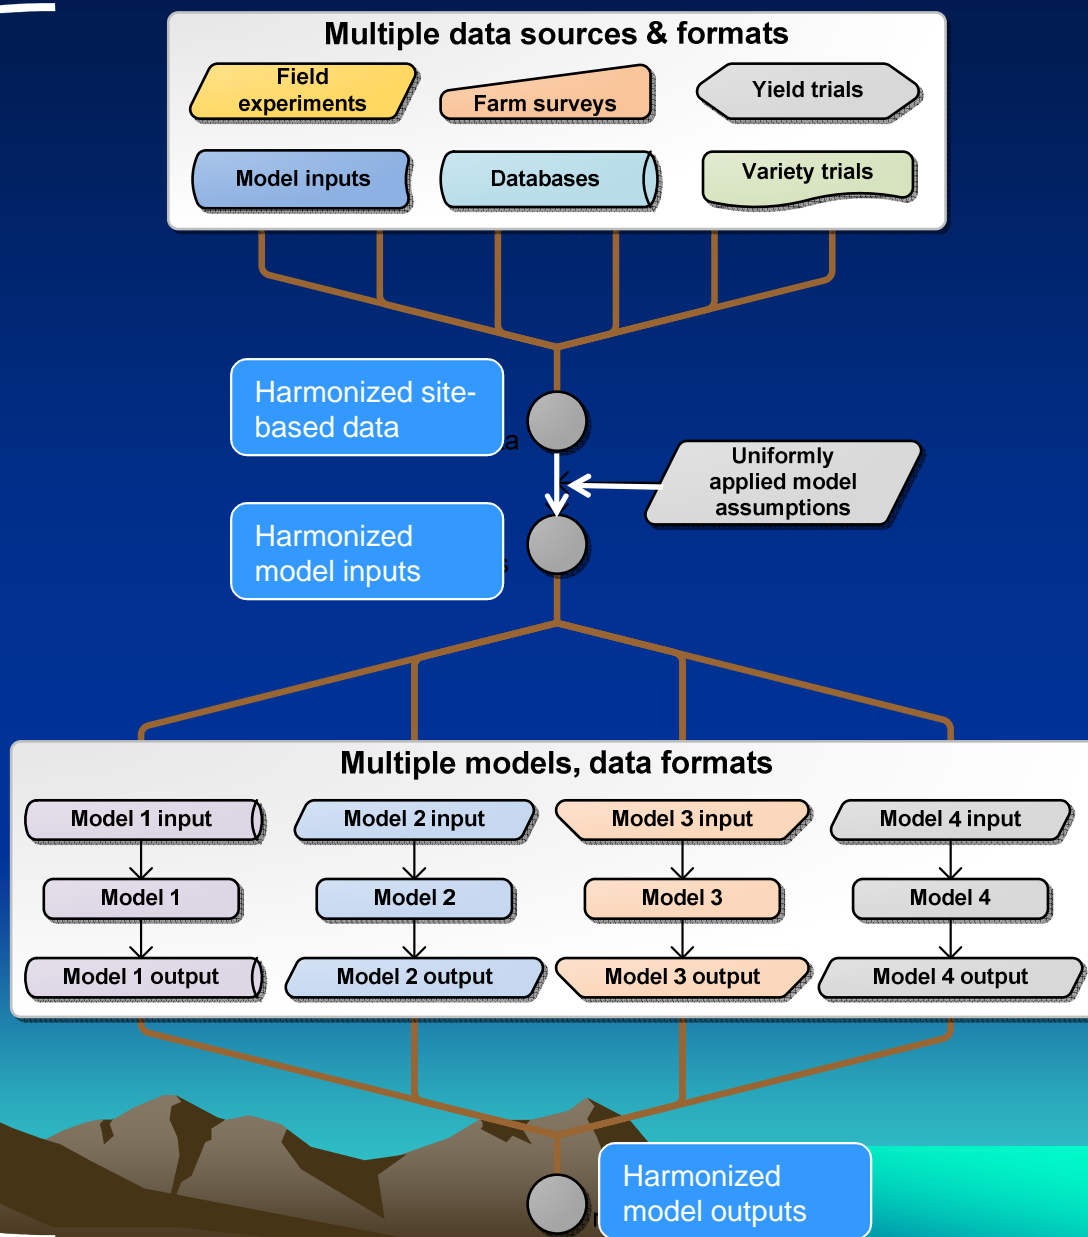 Multiple data sources & formats
Field
experiments
Farm surveys
Yield trials
Model inputs
Databases
Variety trials
Harmonized site-
based data
Uniformly
applied model
assumptions
Harmonized
model inputs
Multiple models, data formats
Model 1 input
Model 2 input
Model 3 input
Model 4 input
Model 1
Model 2
Model 3
Model 4
Model 1 output
Model 2 output
Model 3 output
Model 4 output
Harmonized
model outputs